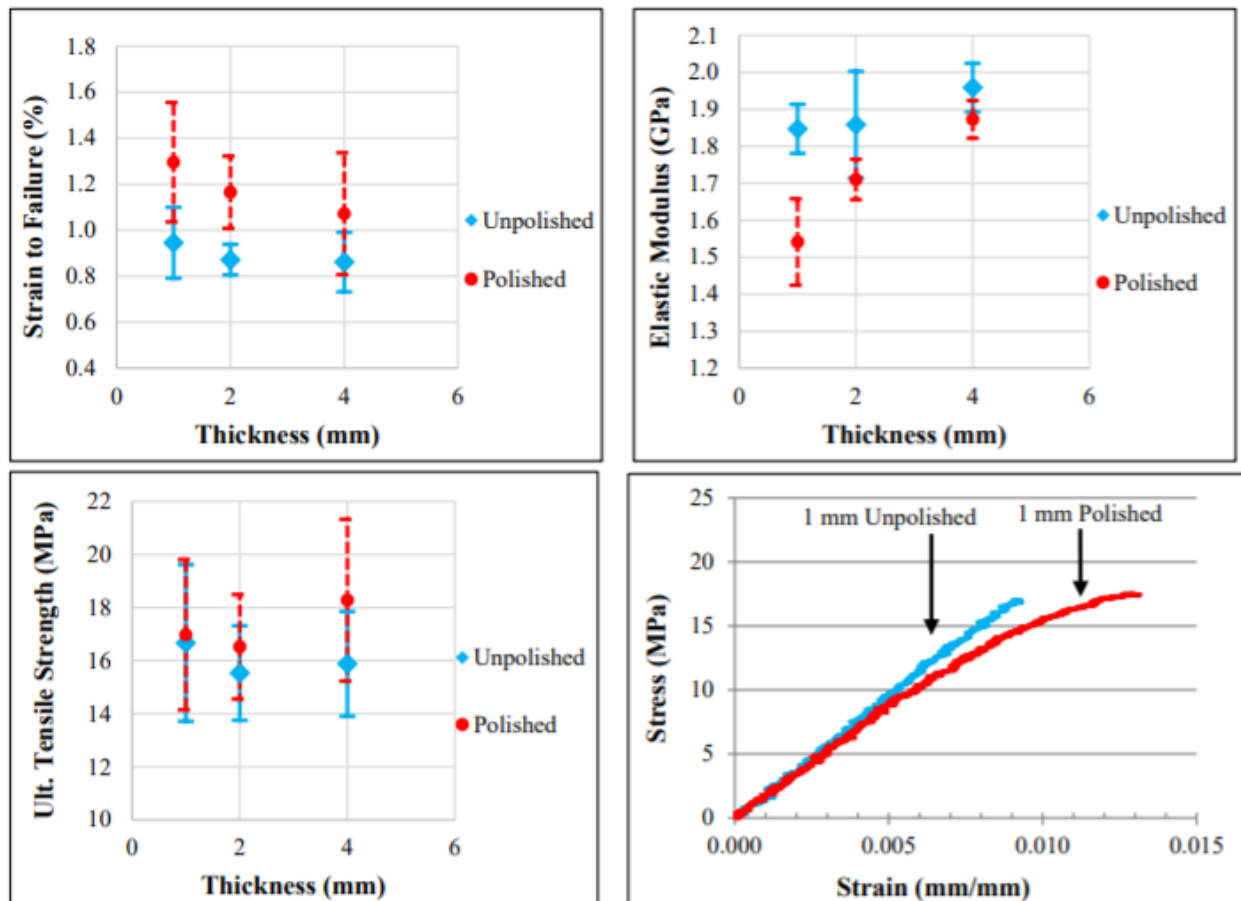 Strain to Failure (%)
1.8
1.6
1.4
1.2
1.0
0.8
0.6
0.4
0 2 4 6
Thickness (mm)
Unpolished
Polished
Elastic Modulus (GPa)
2.1
2.0
1.9
1.8
1.7
1.6
1.5
1.4
1.3
1.2
0 2 4 6
Thickness (mm)
Unpolished
Polished
Ult. Tensile Strength (MPa)
22
20
18
16
14
12
10
0 2 4 6
Thickness (mm)
Unpolished
Polished
Stress (MPa)
25
20
15
10
5
0
1 mm Unpolished
1 mm Polished
0.000 0.005 0.010 0.015
Strain (mm/mm)